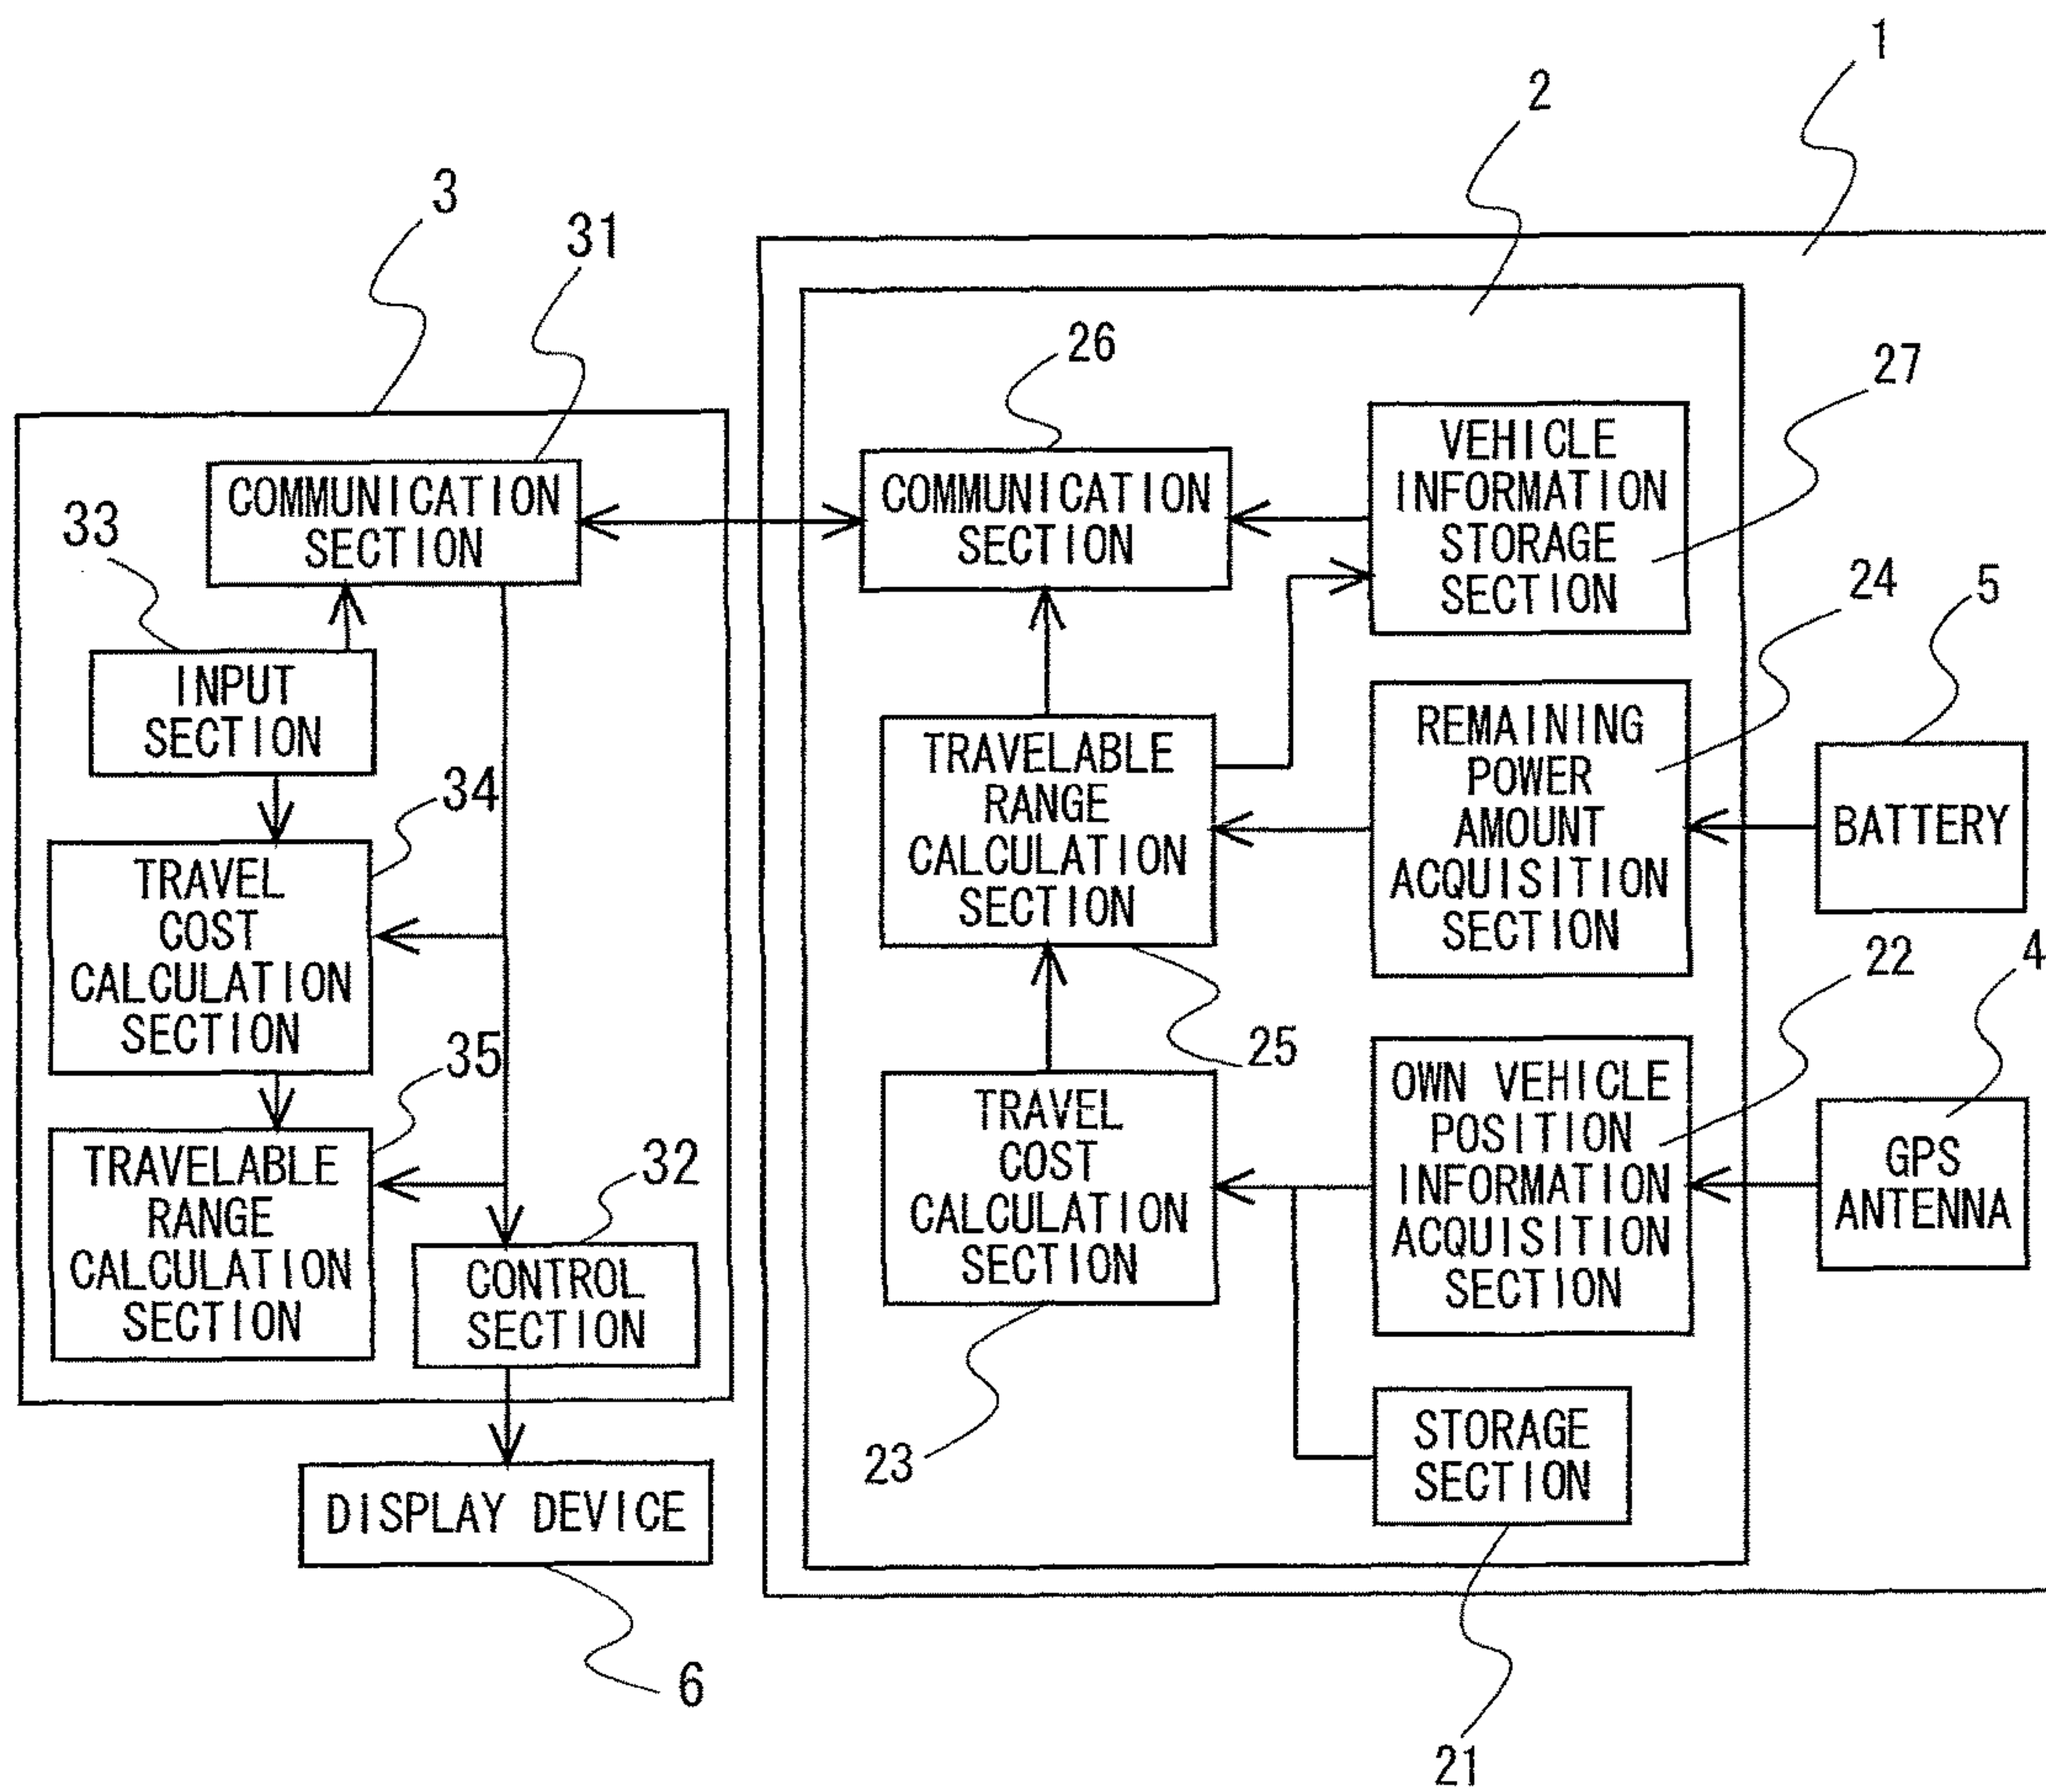 1
2
3
31
26
27
VEHICLE
INFORMATION
STORAGE
SECTION
COMMUNICATION
SECTION
COMMUNICATION
SECTION
33
24
5
INPUT
SECTION
REMAINING
POWER
AMOUNT
ACQUISITION
SECTION
TRAVELABLE
RANGE
CALCULATION
SECTION
BATTERY
34
TRAVEL
COST
CALCULATION
SECTION
22
4
25
35
OWN VEHICLE
POSITION
INFORMATION
ACQUISITION
SECTION
TRAVEL
COST
CALCULATION
SECTION
GPS
ANTENNA
TRAVELABLE
RANGE
CALCULATION
SECTION
32
CONTROL
SECTION
23
STORAGE
SECTION
DISPLAY DEVICE
6
21